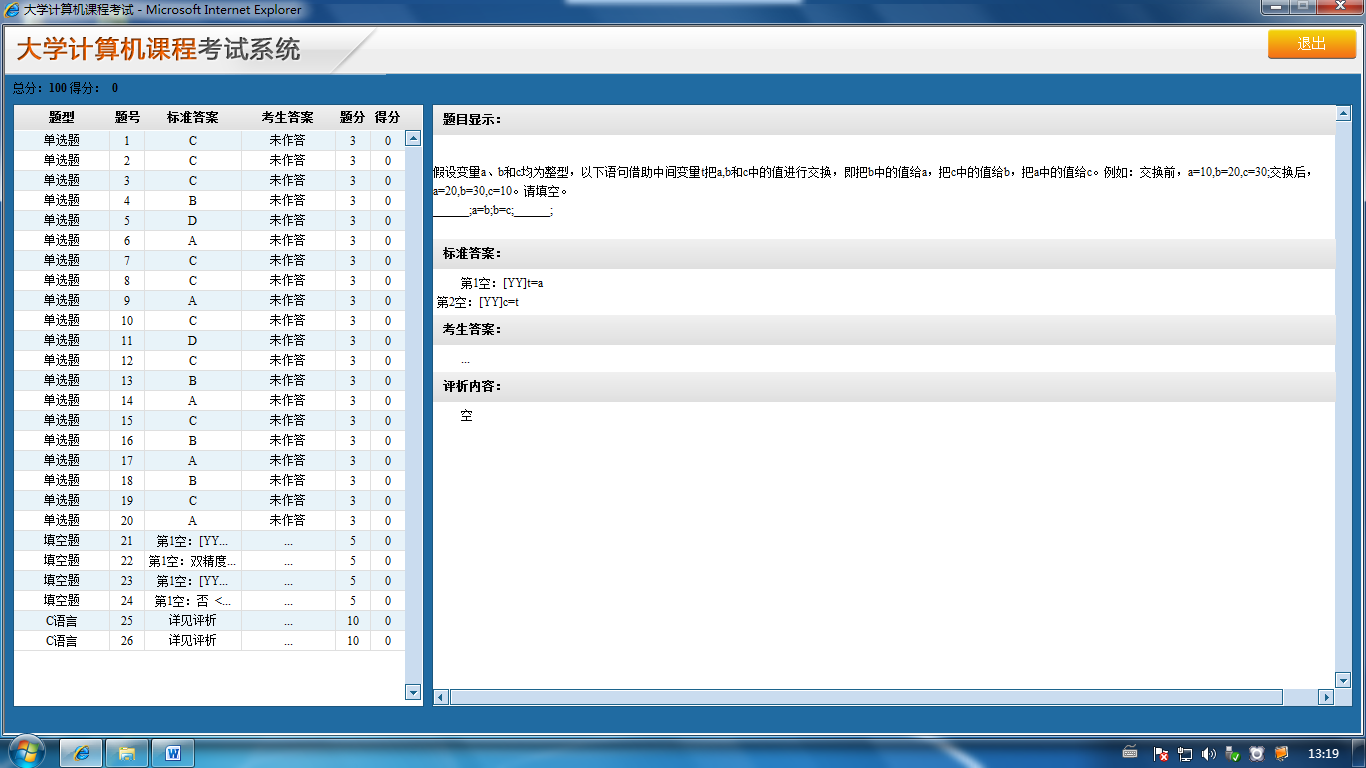 大学计算机课程考试 - Microsoft Internet Explorer
大学计算机课程考试系统
退出
总分：100 得分： 0
题型 题号 标准答案 考生答案 题分 得分
单选题 1 C 未作答 3 0
单选题 2 C 未作答 3 0
单选题 3 C 未作答 3 0
单选题 4 B 未作答 3 0
单选题 5 D 未作答 3 0
单选题 6 A 未作答 3 0
单选题 7 C 未作答 3 0
单选题 8 C 未作答 3 0
单选题 9 A 未作答 3 0
单选题 10 C 未作答 3 0
单选题 11 D 未作答 3 0
单选题 12 C 未作答 3 0
单选题 13 B 未作答 3 0
单选题 14 A 未作答 3 0
单选题 15 C 未作答 3 0
单选题 16 B 未作答 3 0
单选题 17 A 未作答 3 0
单选题 18 B 未作答 3 0
单选题 19 C 未作答 3 0
单选题 20 A 未作答 3 0
填空题 21 第1空：[YY... ... 5 0
填空题 22 第1空：双精度... ... 5 0
填空题 23 第1空：[YY... ... 5 0
填空题 24 第1空：否 <... ... 5 0
C语言 25 详见评析 ... 10 0
C语言 26 详见评析 ... 10 0
题目显示：
假设变量a、b和c均为整型，以下语句借助中间变量t把a,b和c中的值进行交换，即把b中的值给a，把c中的值给b，把a中的值给c。例如：交换前，a=10,b=20,c=30;交换后，
a=20,b=30,c=10。请填空。
______;a=b;b=c;______;
标准答案：
第1空：[YY]t=a
第2空：[YY]c=t
考生答案：
...
评析内容：
空
13:19